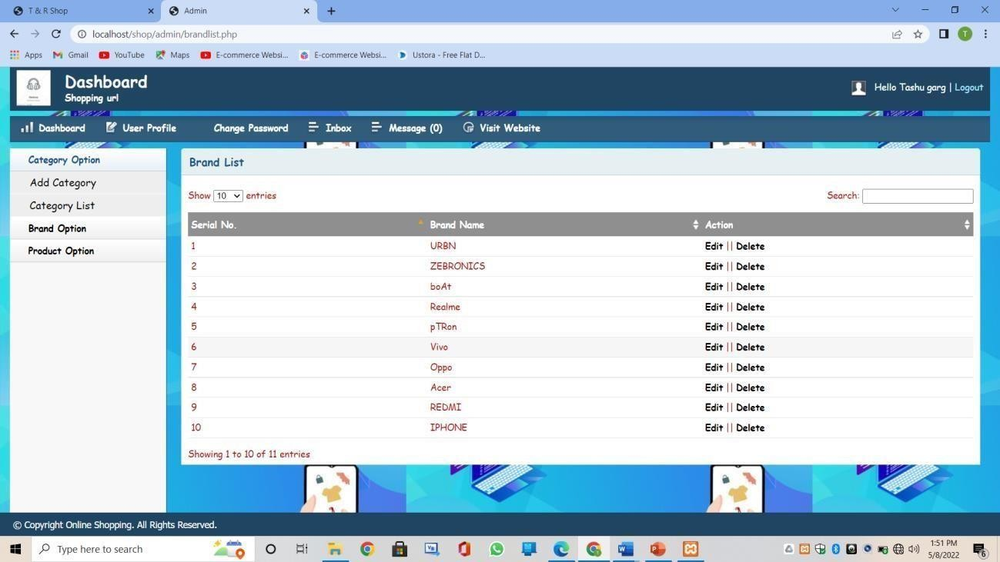 T & R Shop
Admin
localhost/shop/admin/brandlist.php
T
Apps Gmail YouTube Maps E-commerce Websi... E-commerce Websi... Ustora - Free Flat D...
Dashboard
Shopping url
Hello Tashu garg | Logout
Dashboard User Profile Change Password Inbox Message (0) Visit Website
Category Option
Add Category
Category List
Brand Option
Product Option
Brand List
Show 10 entries
Search:
Serial No. Brand Name Action
1 URBN Edit || Delete
2 ZEBRONICS Edit || Delete
3 boAt Edit || Delete
4 Realme Edit || Delete
5 pTRon Edit || Delete
6 Vivo Edit || Delete
7 Oppo Edit || Delete
8 Acer Edit || Delete
9 REDMI Edit || Delete
10 IPHONE Edit || Delete
Showing 1 to 10 of 11 entries
© Copyright Online Shopping. All Rights Reserved.
Type here to search
1:51 PM
5/8/2022
6